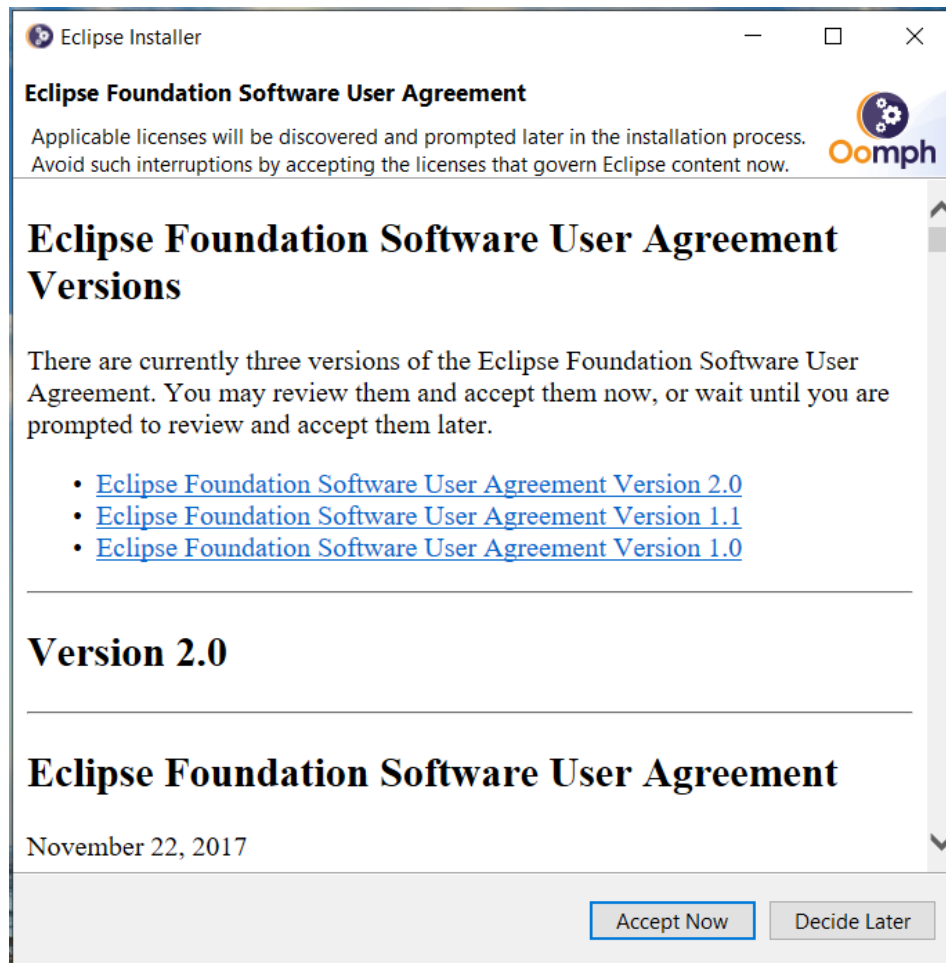 Eclipse Installer
Eclipse Foundation Software User Agreement
Applicable licenses will be discovered and prompted later in the installation process.
Avoid such interruptions by accepting the licenses that govern Eclipse content now.
Oomph
Eclipse Foundation Software User Agreement
Versions
There are currently three versions of the Eclipse Foundation Software User
Agreement. You may review them and accept them now, or wait until you are
prompted to review and accept them later.
• Eclipse Foundation Software User Agreement Version 2.0
• Eclipse Foundation Software User Agreement Version 1.1
• Eclipse Foundation Software User Agreement Version 1.0
Version 2.0
Eclipse Foundation Software User Agreement
November 22, 2017
Accept Now
Decide Later